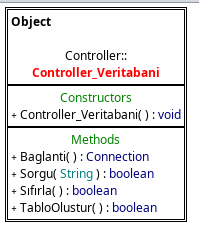 Object
Controller::
Controller_Veritabani
Constructors
+ Controller_Veritabani( ) : void
Methods
+ Baglanti( ) : Connection
+ Sorgu( String ) : boolean
+ Sıfırla( ) : boolean
+ TabloOlustur( ) : boolean